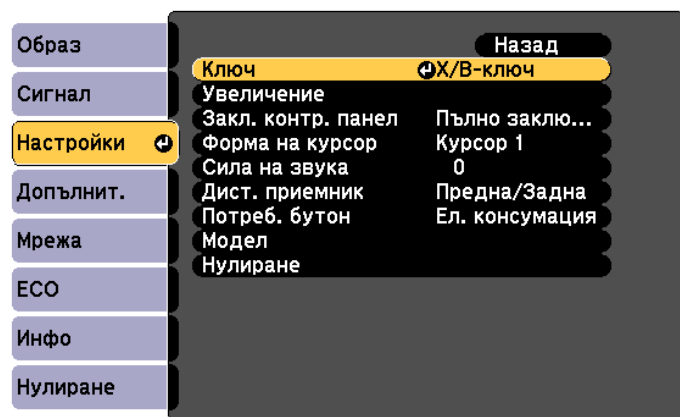 Образ
Сигнал
Настройки
Допълнит.
Мрежа
ECO
Инфо
Нулиране
Назад
Ключ Х/В-ключ
Увеличение
Закл. контр. панел Пълно заклю...
Форма на курсор Курсор 1
Сила на звука 0
Дист. приемник Предна/Задна
Потреб. бутон Ел. консумация
Модел
Нулиране